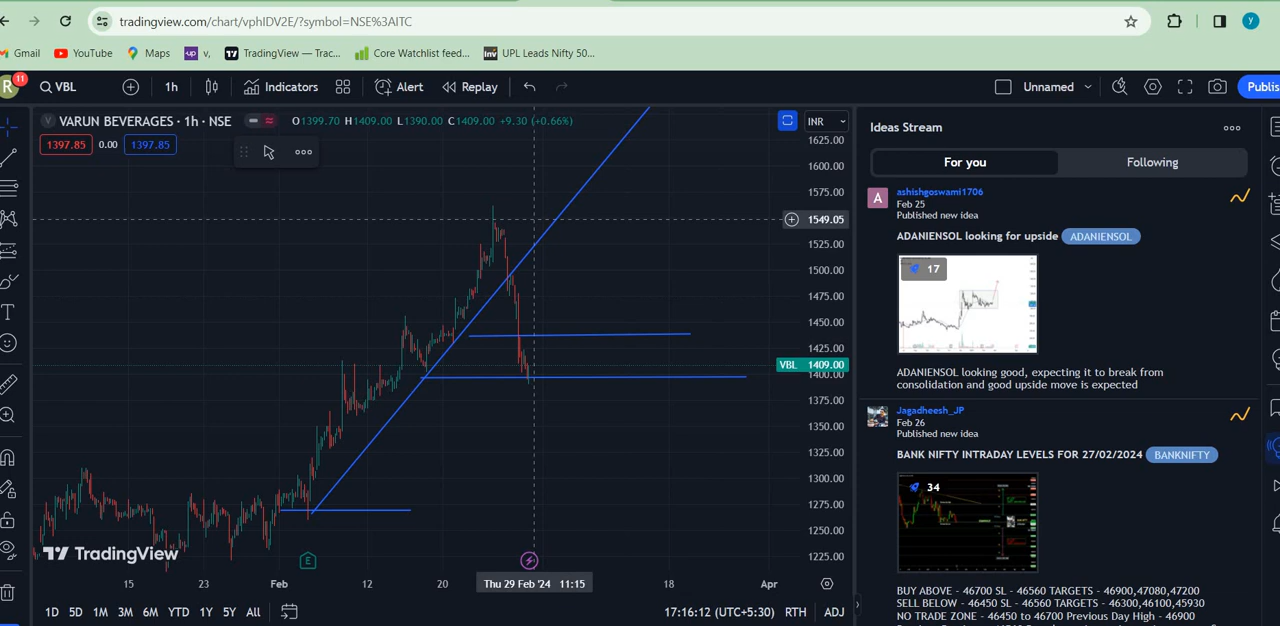 tradingview.com/chart/vphIDV2E/?symbol=NSE%3AITC
Gmail YouTube Maps up v, TradingView — Trac... Core Watchlist feed... Inv UPL Leads Nifty 50...
R 11 VBL 1h Indicators Alert Replay Unnamed Publis
V VARUN BEVERAGES · 1h · NSE O1399.70 H1409.00 L1390.00 C1409.00 +9.30 (+0.66%) INR
1397.85 0.00 1397.85
1625.00
1600.00
1575.00
1549.05
1525.00
1500.00
1475.00
1450.00
1425.00
VBL 1409.00
1400.00
1375.00
1350.00
1325.00
1300.00
1275.00
1250.00
1225.00
E
TradingView
15 23 Feb 12 20 Thu 29 Feb '24 11:15 18 Apr
1D 5D 1M 3M 6M YTD 1Y 5Y All 17:16:12 (UTC+5:30) RTH ADJ
Ideas Stream
For you Following
A ashishgoswami1706
Feb 25
Published new idea
ADANIENSOL looking for upside ADANIENSOL
17
ADANIENSOL looking good, expecting it to break from
consolidation and good upside move is expected
Jagadheesh_JP
Feb 26
Published new idea
BANK NIFTY INTRADAY LEVELS FOR 27/02/2024 BANKNIFTY
34
BUY ABOVE - 46700 SL - 46560 TARGETS - 46900,47080,47200
SELL BELOW - 46450 SL - 46560 TARGETS - 46300,46100,45930
NO TRADE ZONE - 46450 to 46700 Previous Day High - 46900